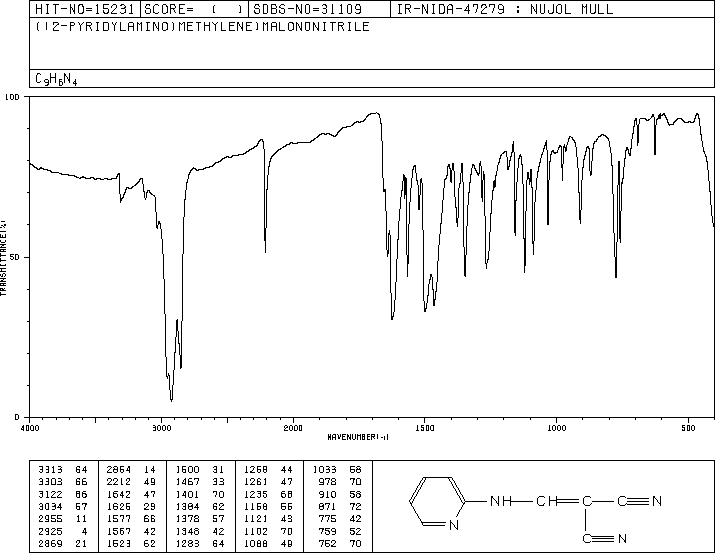 HIT-NO=15231 SCORE= ( ) SDBS-NO=31109 IR-NIDA-47279 : NUJOL MULL
((2-PYRIDYLAMINO)METHYLENE)MALONONITRILE
C₉H₆N₄
100
50
0
TRANSMITTANCE(%)
4000 3000 2000 1500 1000 500
WAVENUMBER(-1)
3313 64 2854 14 1500 31 1268 44 1033 58
3303 66 2212 49 1467 33 1261 47 978 70
3122 66 1642 47 1401 70 1235 68 910 58
3034 57 1626 29 1384 62 1158 55 871 72
2955 11 1577 66 1378 57 1121 43 775 42
2925 4 1567 42 1348 42 1102 70 759 52
2869 21 1523 62 1283 64 1088 49 752 70
N NH CH C C N
C N